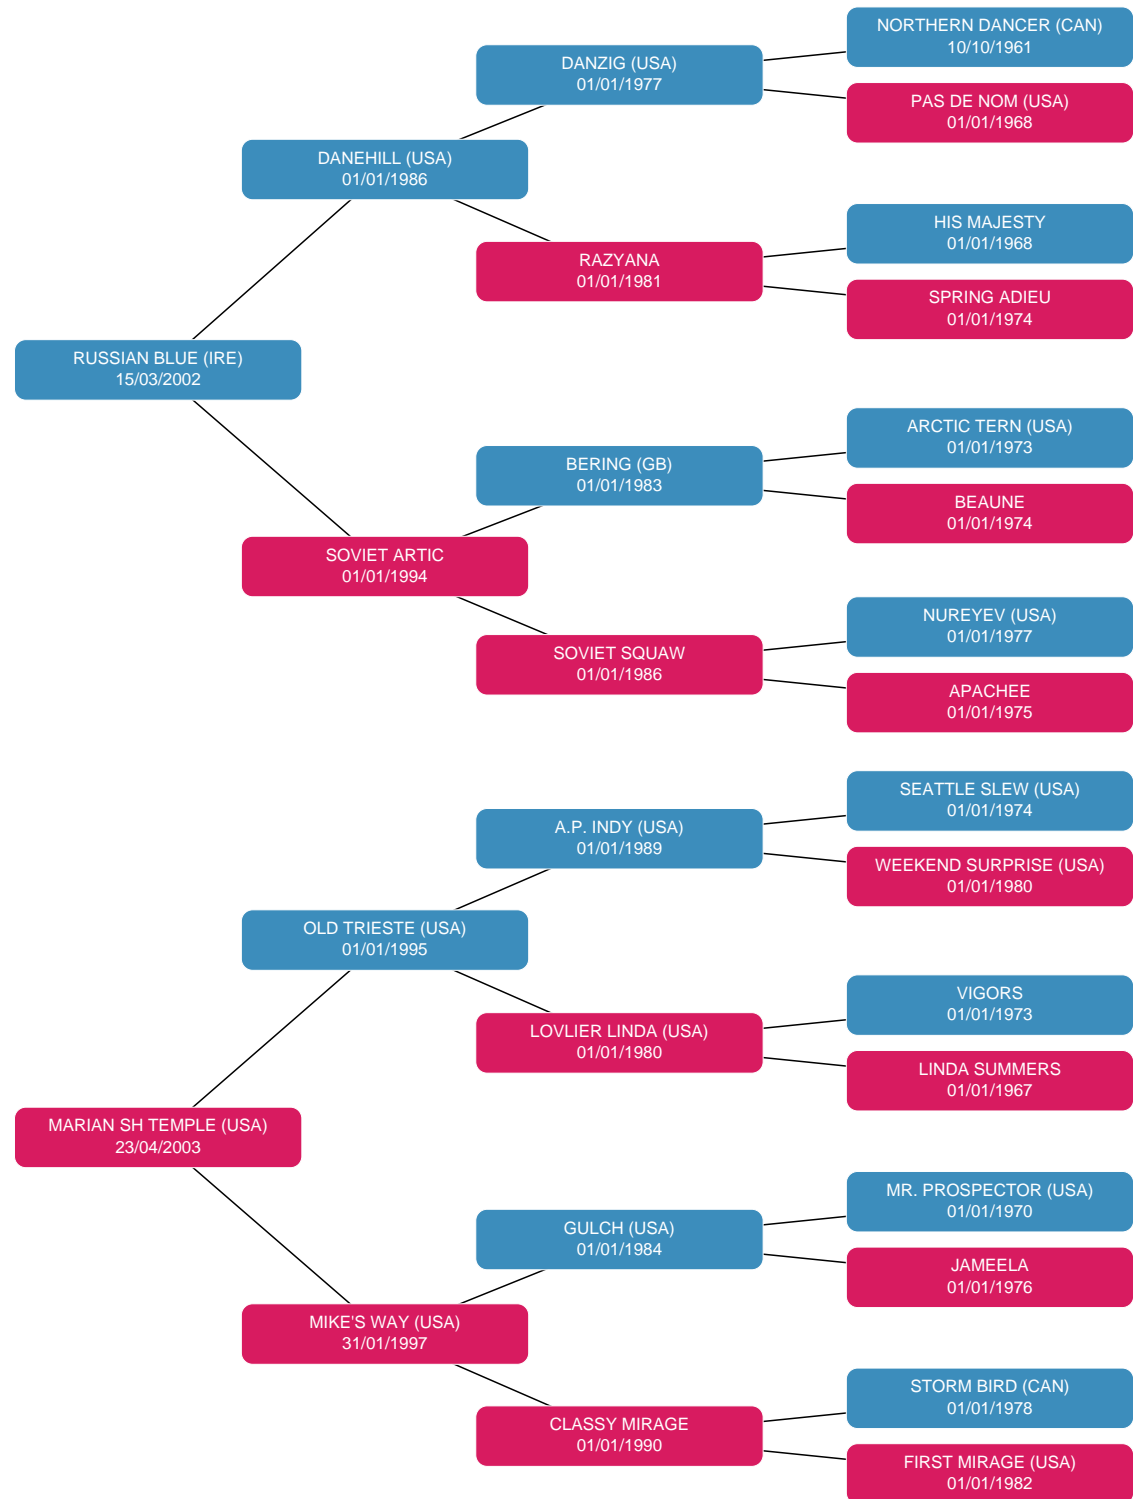 NORTHERN DANCER (CAN)
10/10/1961
DANZIG (USA)
01/01/1977
PAS DE NOM (USA)
01/01/1968
DANEHILL (USA)
01/01/1986
HIS MAJESTY
01/01/1968
RAZYANA
01/01/1981
SPRING ADIEU
01/01/1974
RUSSIAN BLUE (IRE)
15/03/2002
ARCTIC TERN (USA)
01/01/1973
BERING (GB)
01/01/1983
BEAUNE
01/01/1974
SOVIET ARTIC
01/01/1994
NUREYEV (USA)
01/01/1977
SOVIET SQUAW
01/01/1986
APACHEE
01/01/1975
SEATTLE SLEW (USA)
01/01/1974
A.P. INDY (USA)
01/01/1989
WEEKEND SURPRISE (USA)
01/01/1980
OLD TRIESTE (USA)
01/01/1995
VIGORS
01/01/1973
LOVLIER LINDA (USA)
01/01/1980
LINDA SUMMERS
01/01/1967
MARIAN SH TEMPLE (USA)
23/04/2003
MR. PROSPECTOR (USA)
01/01/1970
GULCH (USA)
01/01/1984
JAMEELA
01/01/1976
MIKE'S WAY (USA)
31/01/1997
STORM BIRD (CAN)
01/01/1978
CLASSY MIRAGE
01/01/1990
FIRST MIRAGE (USA)
01/01/1982